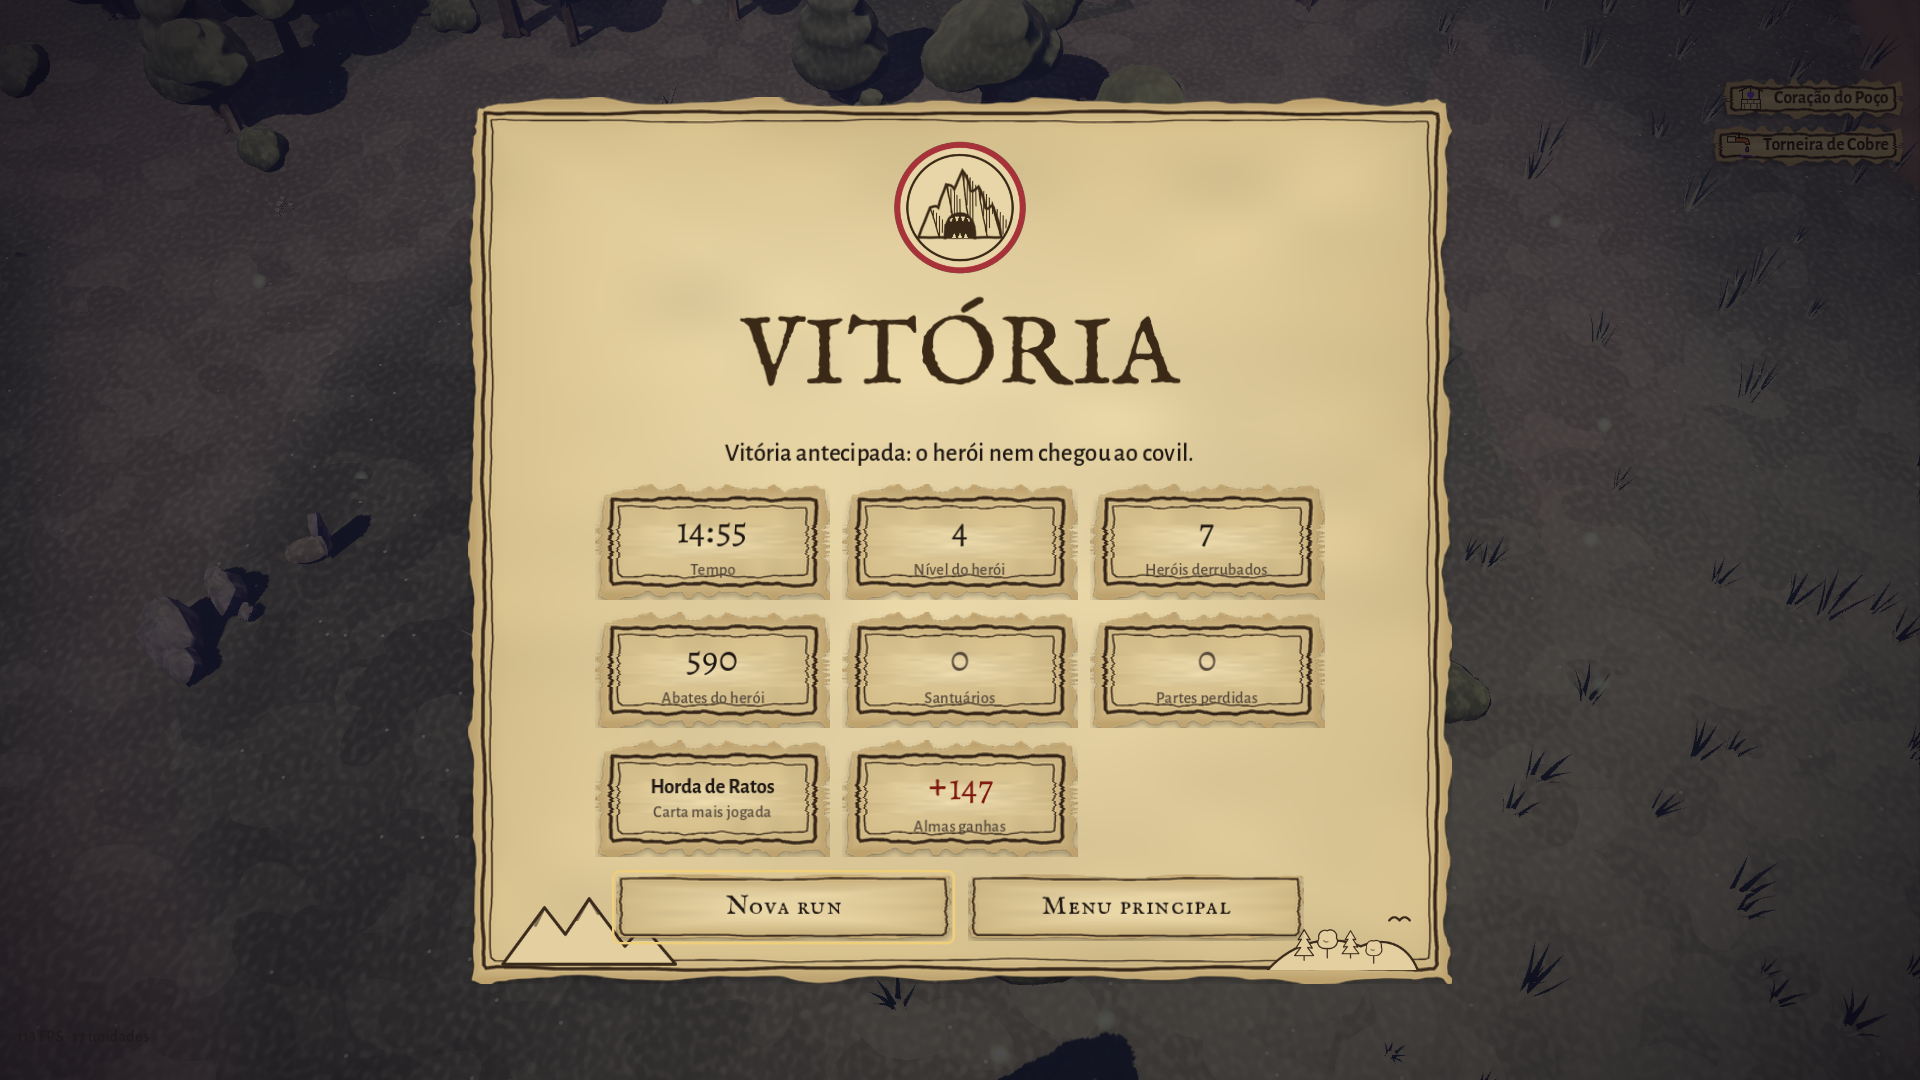 Coração do Poço
Torneira de Cobre
VITÓRIA
Vitória antecipada: o herói nem chegou ao covil.
14:55
Tempo
4
Nível do herói
7
Heróis derrubados
590
Abates do herói
0
Santuários
0
Partes perdidas
Horda de Ratos
Carta mais jogada
+147
Almas ganhas
Nova run
Menu principal
FPS
unidades